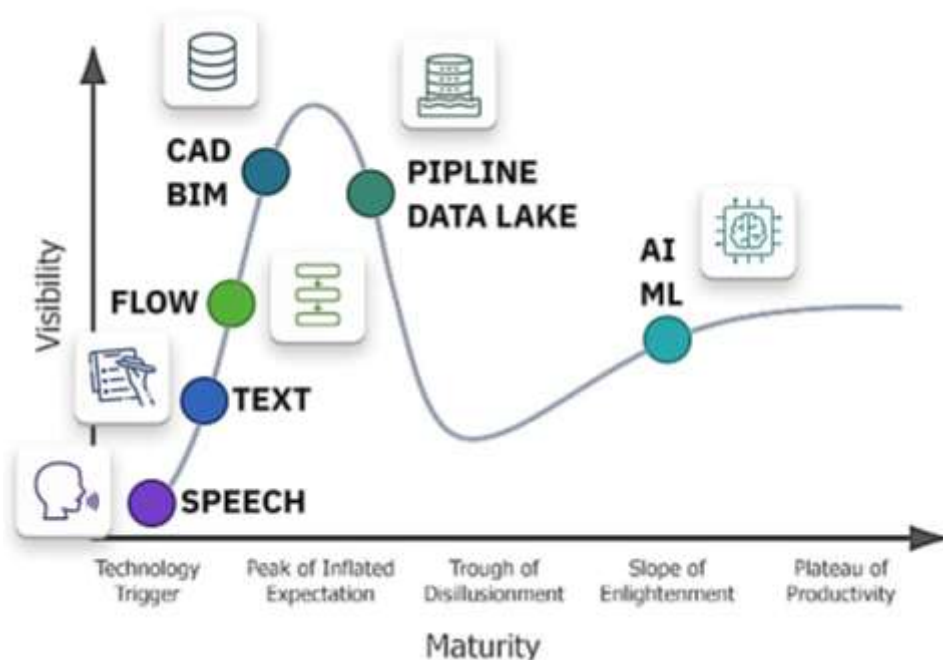 CAD
BIM
PIPLINE
DATA LAKE
AI
ML
FLOW
TEXT
SPEECH
Visibility
Technology
Trigger
Peak of Inflated
Expectation
Trough of
Disillusionment
Slope of
Enlightenment
Plateau of
Productivity
Maturity